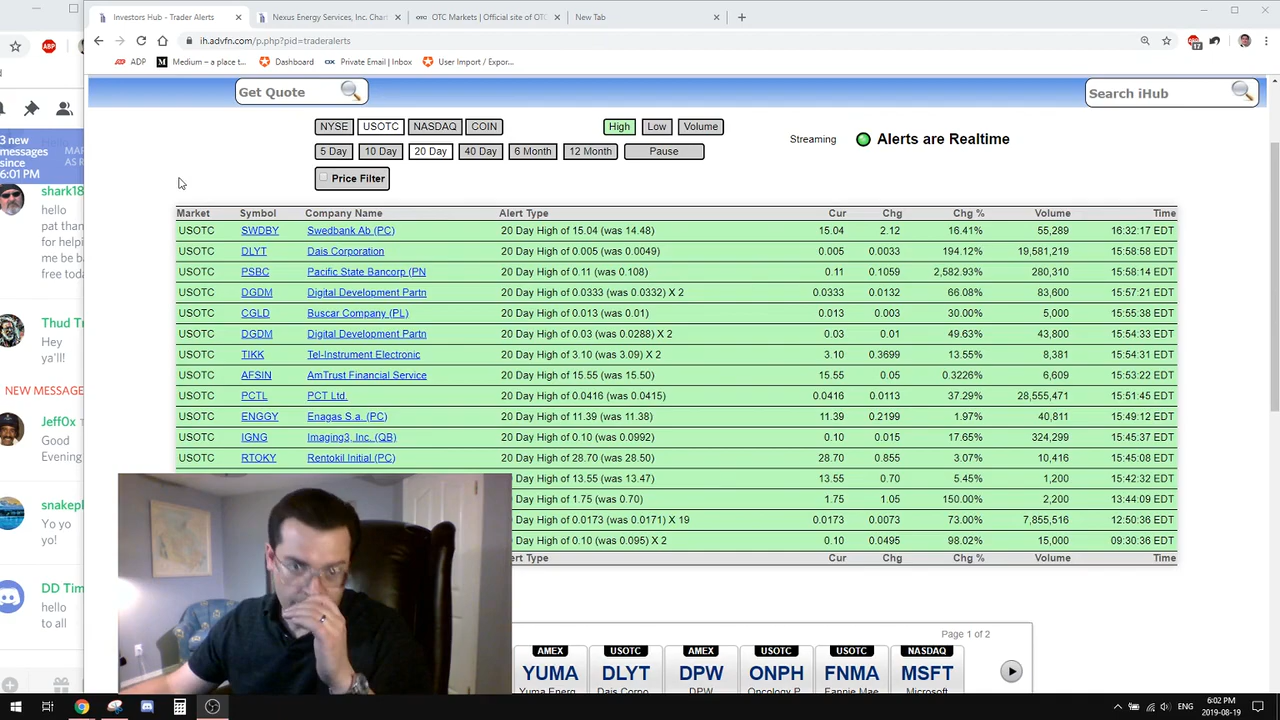 Investors Hub - Trader Alerts
Nexus Energy Services, Inc. Char
OTC Markets | Official site of OTC
New Tab
ih.advfn.com/p.php?pid=traderalerts
17
ADP
Medium – a place t...
Dashboard
Private Email | Inbox
User Import / Expor...
Get Quote
Search iHub
NYSE USOTC NASDAQ COIN High Low Volume
Streaming Alerts are Realtime
5 Day 10 Day 20 Day 40 Day 6 Month 12 Month Pause
Price Filter
Market Symbol Company Name Alert Type Cur Chg Chg % Volume Time
USOTC SWDBY Swedbank Ab (PC) 20 Day High of 15.04 (was 14.48) 15.04 2.12 16.41% 55,289 16:32:17 EDT
USOTC DLYT Dais Corporation 20 Day High of 0.005 (was 0.0049) 0.005 0.0033 194.12% 19,581,219 15:58:58 EDT
USOTC PSBC Pacific State Bancorp (PN 20 Day High of 0.11 (was 0.108) 0.11 0.1059 2,582.93% 280,310 15:58:14 EDT
USOTC DGDM Digital Development Partn 20 Day High of 0.0333 (was 0.0332) X 2 0.0333 0.0132 66.08% 83,600 15:57:21 EDT
USOTC CGLD Buscar Company (PL) 20 Day High of 0.013 (was 0.01) 0.013 0.003 30.00% 5,000 15:55:38 EDT
USOTC DGDM Digital Development Partn 20 Day High of 0.03 (was 0.0288) X 2 0.03 0.01 49.63% 43,800 15:54:33 EDT
USOTC TIKK Tel-Instrument Electronic 20 Day High of 3.10 (was 3.09) X 2 3.10 0.3699 13.55% 8,381 15:54:31 EDT
USOTC AFSIN AmTrust Financial Service 20 Day High of 15.55 (was 15.50) 15.55 0.05 0.3226% 6,609 15:53:22 EDT
USOTC PCTL PCT Ltd. 20 Day High of 0.0416 (was 0.0415) 0.0416 0.0113 37.29% 28,555,471 15:51:45 EDT
USOTC ENGGY Enagas S.a. (PC) 20 Day High of 11.39 (was 11.38) 11.39 0.2199 1.97% 40,811 15:49:12 EDT
USOTC IGNG Imaging3, Inc. (QB) 20 Day High of 0.10 (was 0.0992) 0.10 0.015 17.65% 324,299 15:45:37 EDT
USOTC RTOKY Rentokil Initial (PC) 20 Day High of 28.70 (was 28.50) 28.70 0.855 3.07% 10,416 15:45:08 EDT
Day High of 13.55 (was 13.47) 13.55 0.70 5.45% 1,200 15:42:32 EDT
Day High of 1.75 (was 0.70) 1.75 1.05 150.00% 2,200 13:44:09 EDT
Day High of 0.0173 (was 0.0171) X 19 0.0173 0.0073 73.00% 7,855,516 12:50:36 EDT
Day High of 0.10 (was 0.095) X 2 0.10 0.0495 98.02% 15,000 09:30:36 EDT
Type Cur Chg Chg % Volume Time
Page 1 of 2
AMEX USOTC AMEX USOTC USOTC NASDAQ
YUMA DLYT DPW ONPH FNMA MSFT
Yuma Energ Dais Corpo DPW Oncology P Fannie Mae Microsoft
3 new
messages
since
6:01 PM
shark18
hello
pat than
for helpi
me be b
free toda
Thud Tr
Hey
ya'll!
NEW MESSAGE
Jeff0x
Good
Evening
snakepl
Yo yo
yo!
DD Tim
hello
to all
ENG
6:02 PM
2019-08-19